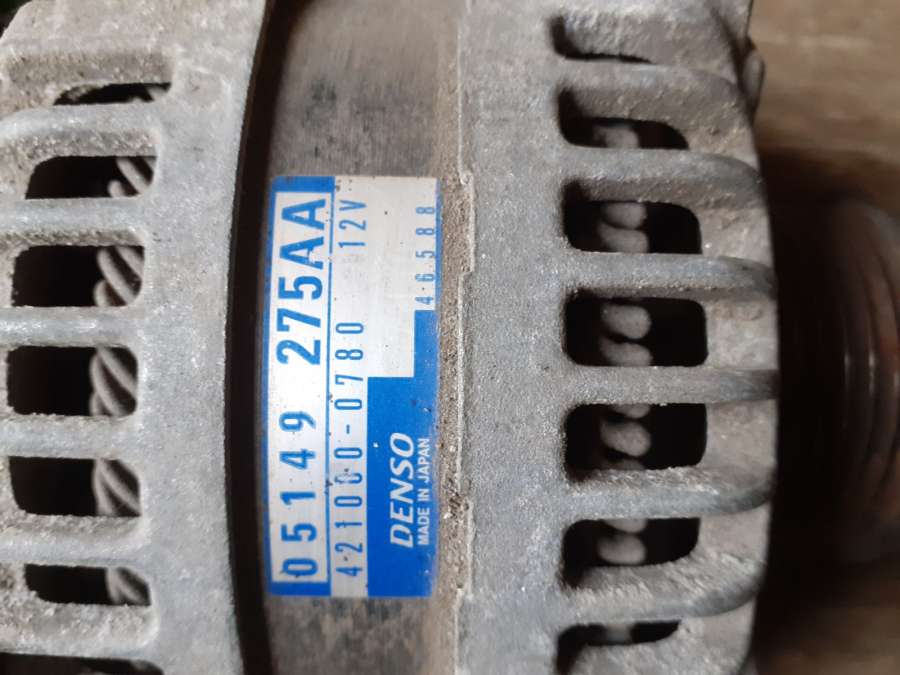 05149 275AA
421000-0780 12V
46588
DENSO
MADE IN JAPAN